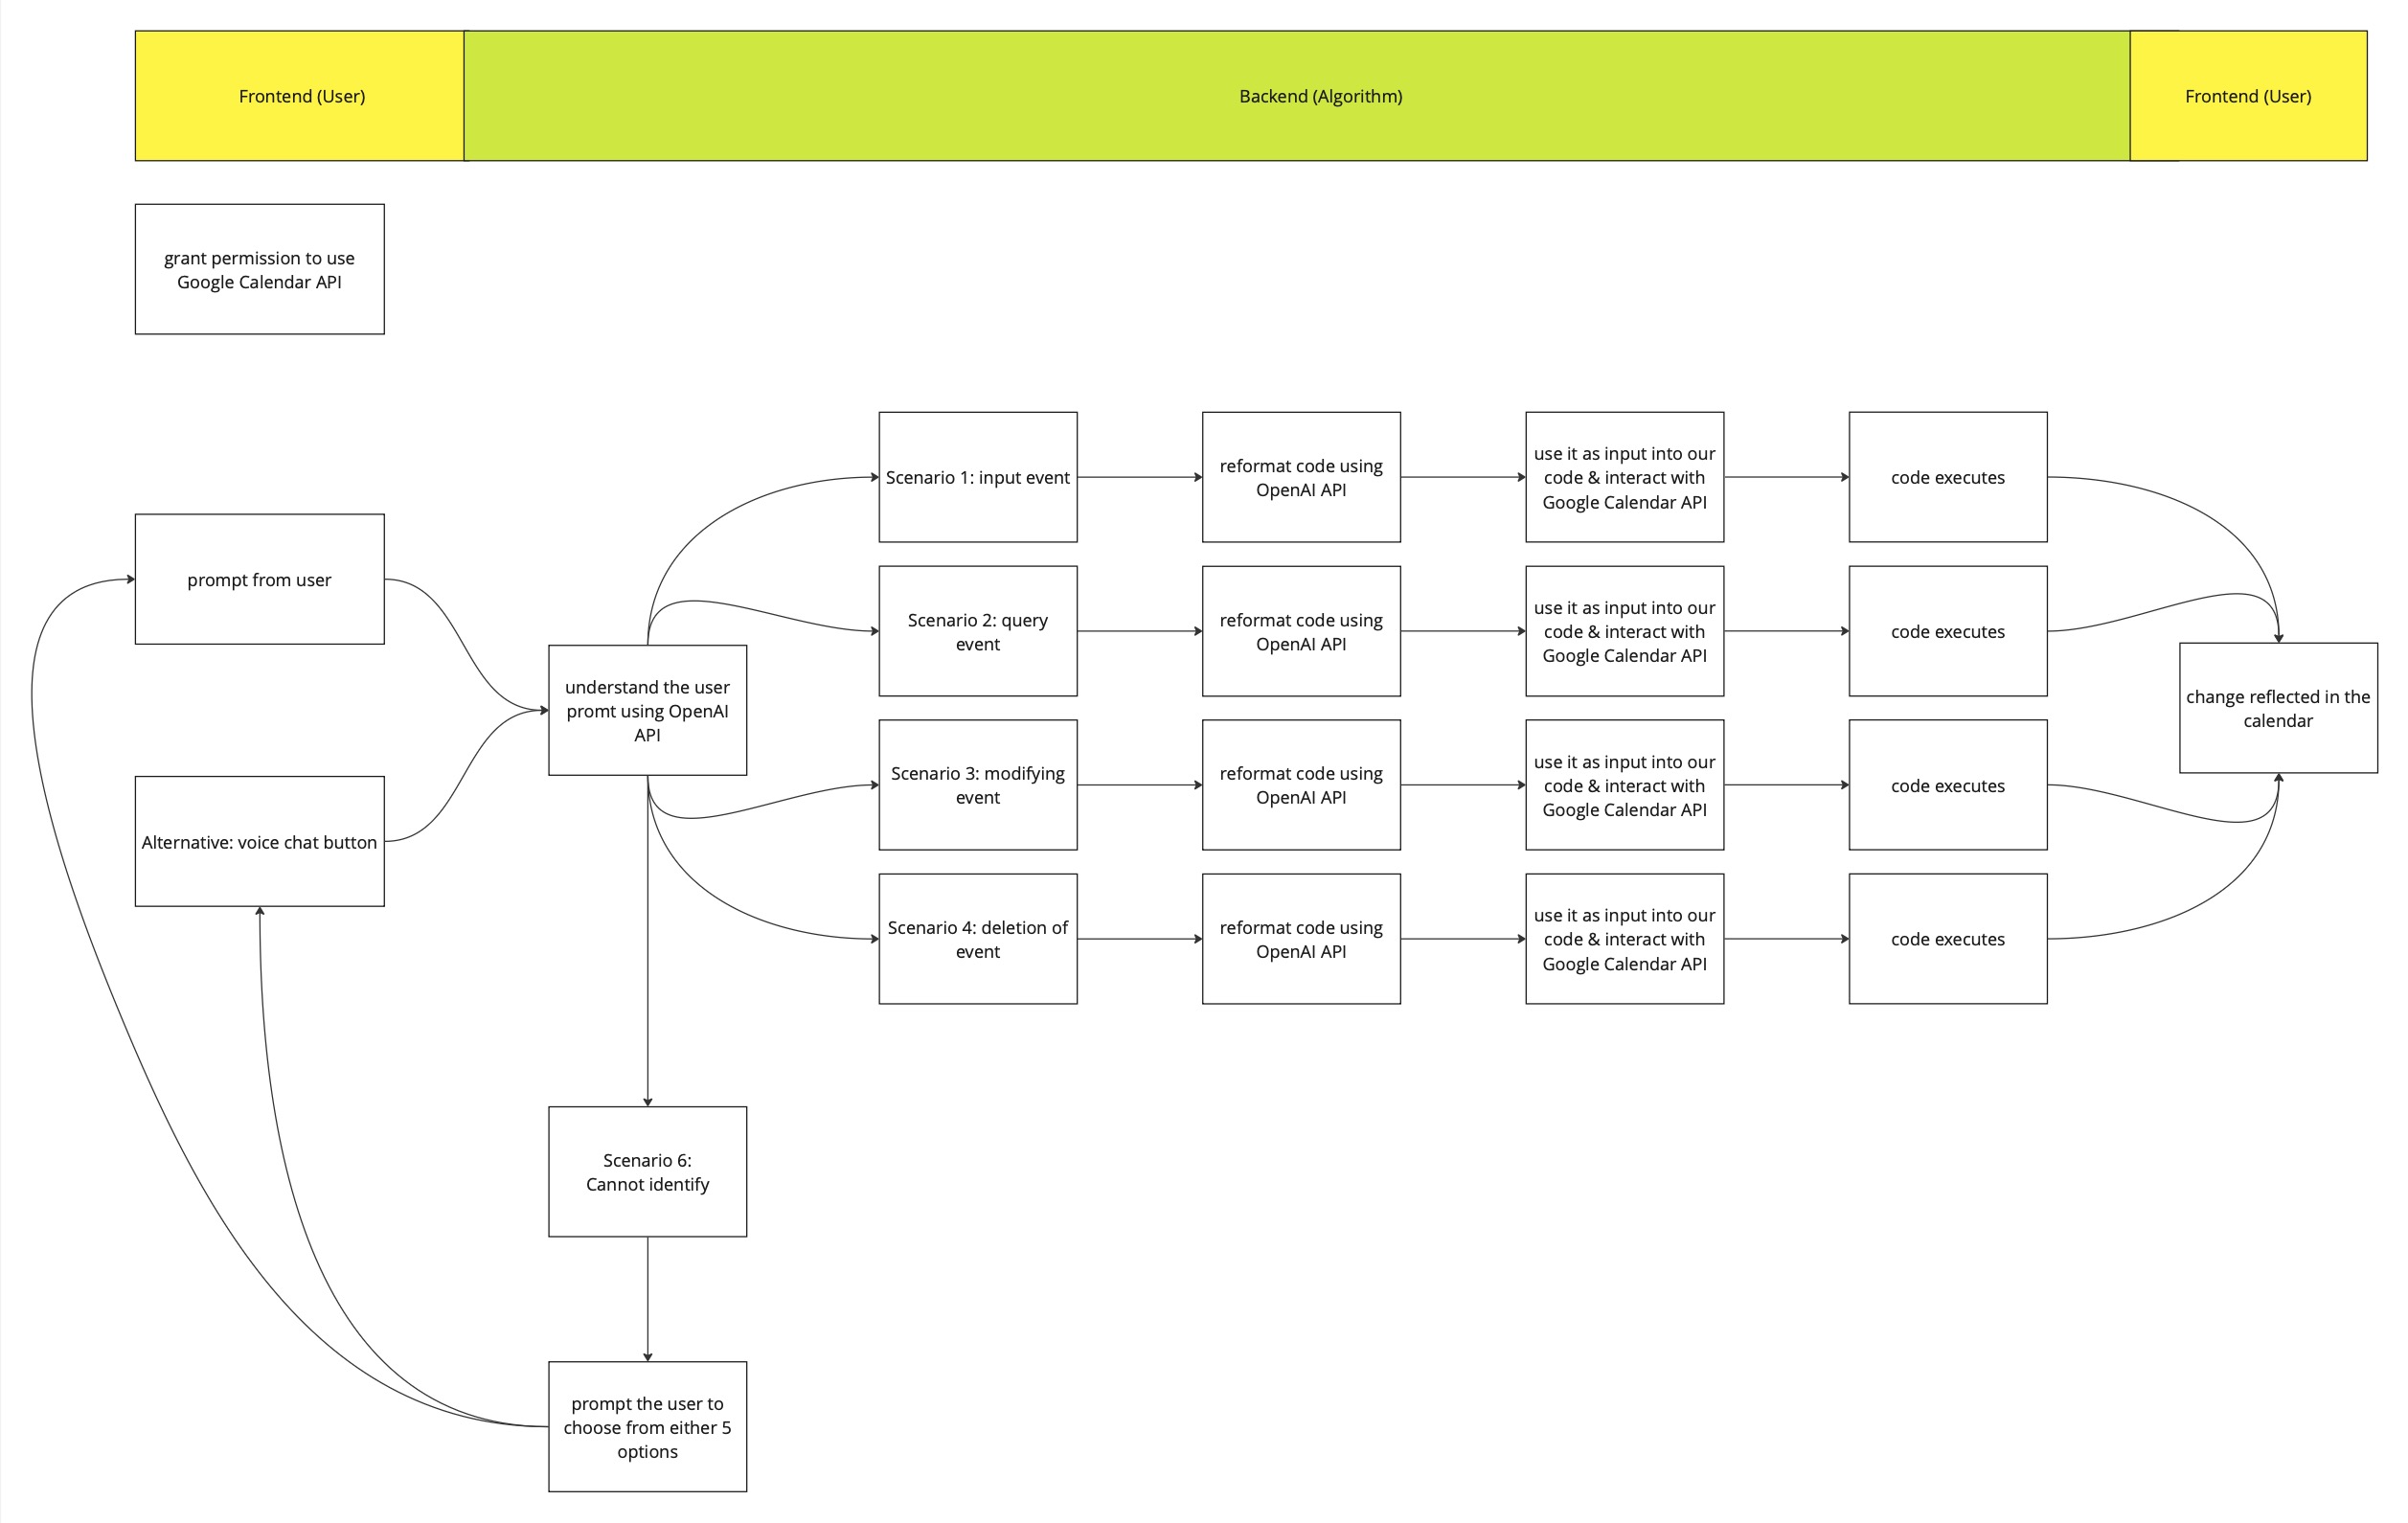 Frontend (User)
Backend (Algorithm)
Frontend (User)
grant permission to use
Google Calendar API
prompt from user
Alternative: voice chat button
understand the user
promt using OpenAI
API
Scenario 1: input event
reformat code using
OpenAI API
use it as input into our
code & interact with
Google Calendar API
code executes
Scenario 2: query
event
reformat code using
OpenAI API
use it as input into our
code & interact with
Google Calendar API
code executes
Scenario 3: modifying
event
reformat code using
OpenAI API
use it as input into our
code & interact with
Google Calendar API
code executes
Scenario 4: deletion of
event
reformat code using
OpenAI API
use it as input into our
code & interact with
Google Calendar API
code executes
change reflected in the
calendar
Scenario 6:
Cannot identify
prompt the user to
choose from either 5
options